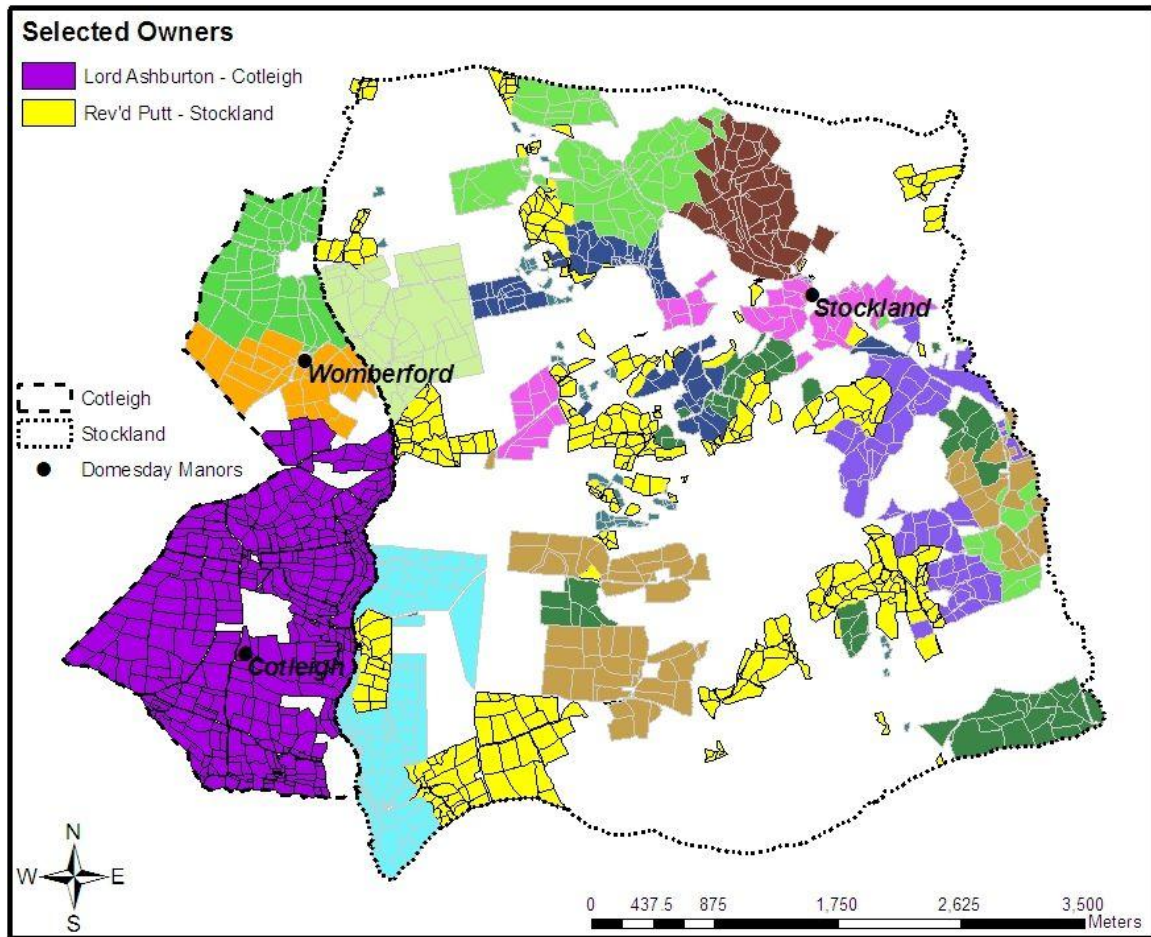 Selected Owners
Lord Ashburton - Cotleigh
Rev'd Putt - Stockland
Stockland
Womberford
Cotleigh
Stockland
Domesday Manors
Cotleigh
N
W E
S
0 437.5 875 1,750 2,625 3,500
Meters